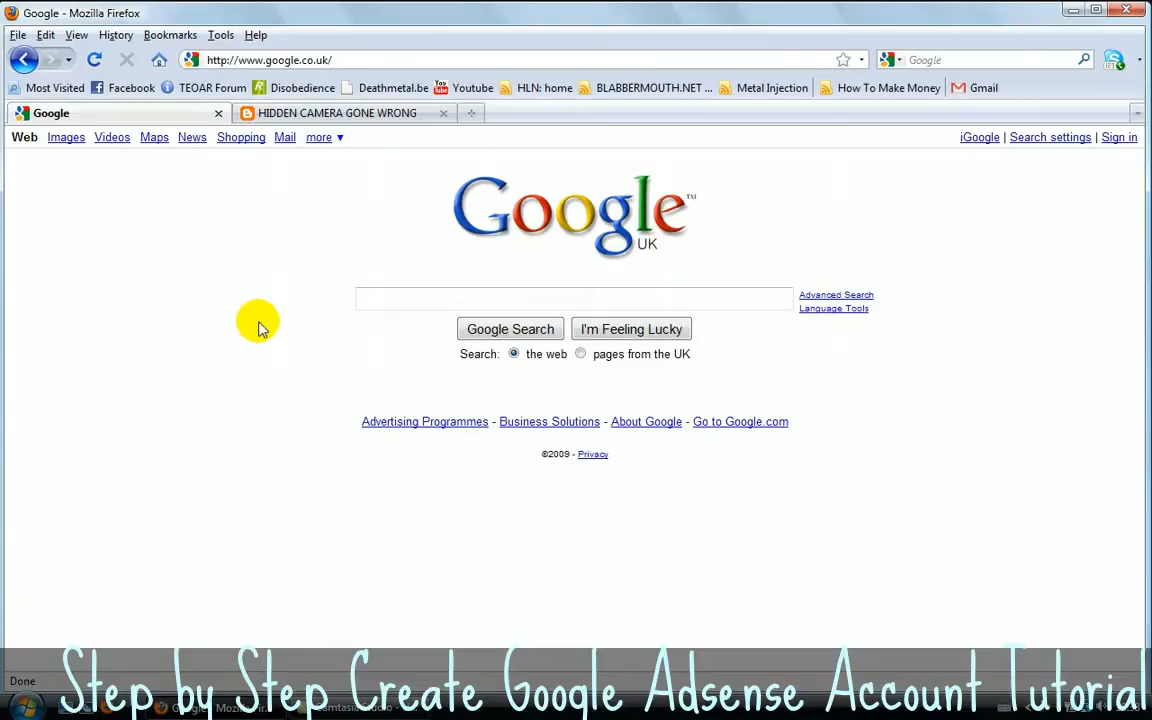 Google - Mozilla Firefox
File Edit View History Bookmarks Tools Help
http://www.google.co.uk/ Google
Most Visited Facebook TEOAR Forum Disobedience Deathmetal.be Youtube HLN: home BLABBERMOUTH.NET ... Metal Injection How To Make Money Gmail
Google HIDDEN CAMERA GONE WRONG
Web Images Videos Maps News Shopping Mail more ▼ iGoogle | Search settings | Sign in
Google™
UK
Advanced Search
Language Tools
Google Search I'm Feeling Lucky
Search: the web pages from the UK
Advertising Programmes - Business Solutions - About Google - Go to Google.com
©2009 - Privacy
Step by Step Create Google Adsense Account Tutorial
Done